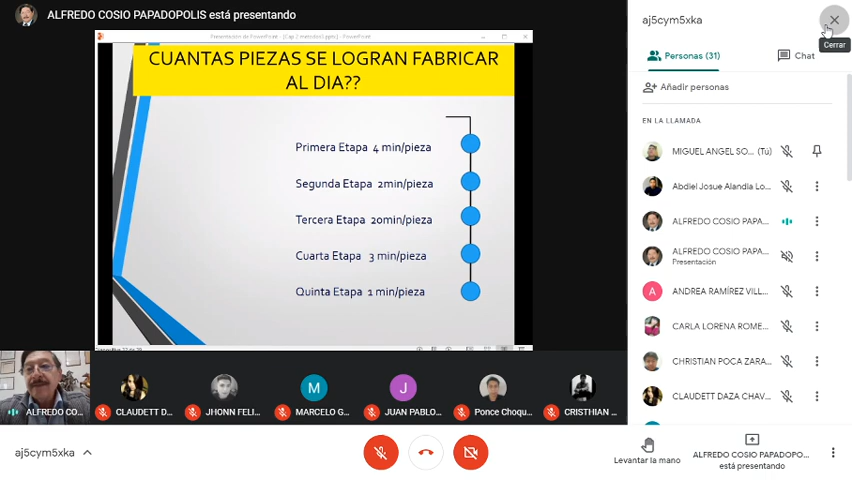 ALFREDO COSIO PAPADOPOLIS está presentando
CUANTAS PIEZAS SE LOGRAN FABRICAR
AL DIA??
Primera Etapa 4 min/pieza
Segunda Etapa 2min/pieza
Tercera Etapa 20min/pieza
Cuarta Etapa 3 min/pieza
Quinta Etapa 1 min/pieza
ALFREDO CO...
CLAUDETT D...
JHONN FELI...
M
MARCELO G...
J
JUAN PABLO...
Ponce Choqu...
CRISTHIAN ...
aj5cym5xka
Levantar la mano
ALFREDO COSIO PAPADOPO...
está presentando
aj5cym5xka
Cerrar
Personas (31)
Chat
Añadir personas
EN LA LLAMADA
MIGUEL ANGEL SO... (Tú)
Abdiel Josue Alandia Lo...
ALFREDO COSIO PAPA...
ALFREDO COSIO PAPA...
Presentación
A
ANDREA RAMÍREZ VILL...
CARLA LORENA ROME...
CHRISTIAN POCA ZARA...
CLAUDETT DAZA CHAV...